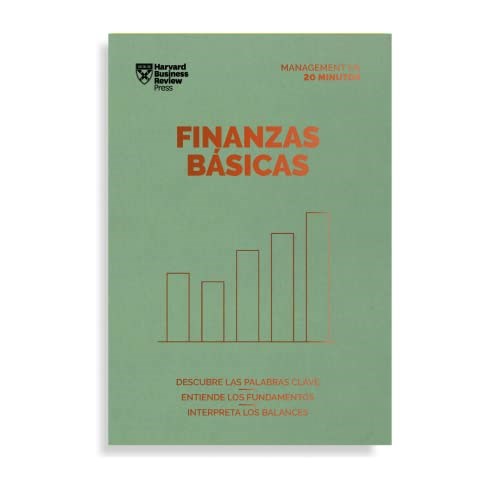 Harvard
Business
Review
Press
MANAGEMENT EN
20 MINUTOS
FINANZAS
BÁSICAS
DESCUBRE LAS PALABRAS CLAVE
ENTIENDE LOS FUNDAMENTOS
INTERPRETA LOS BALANCES